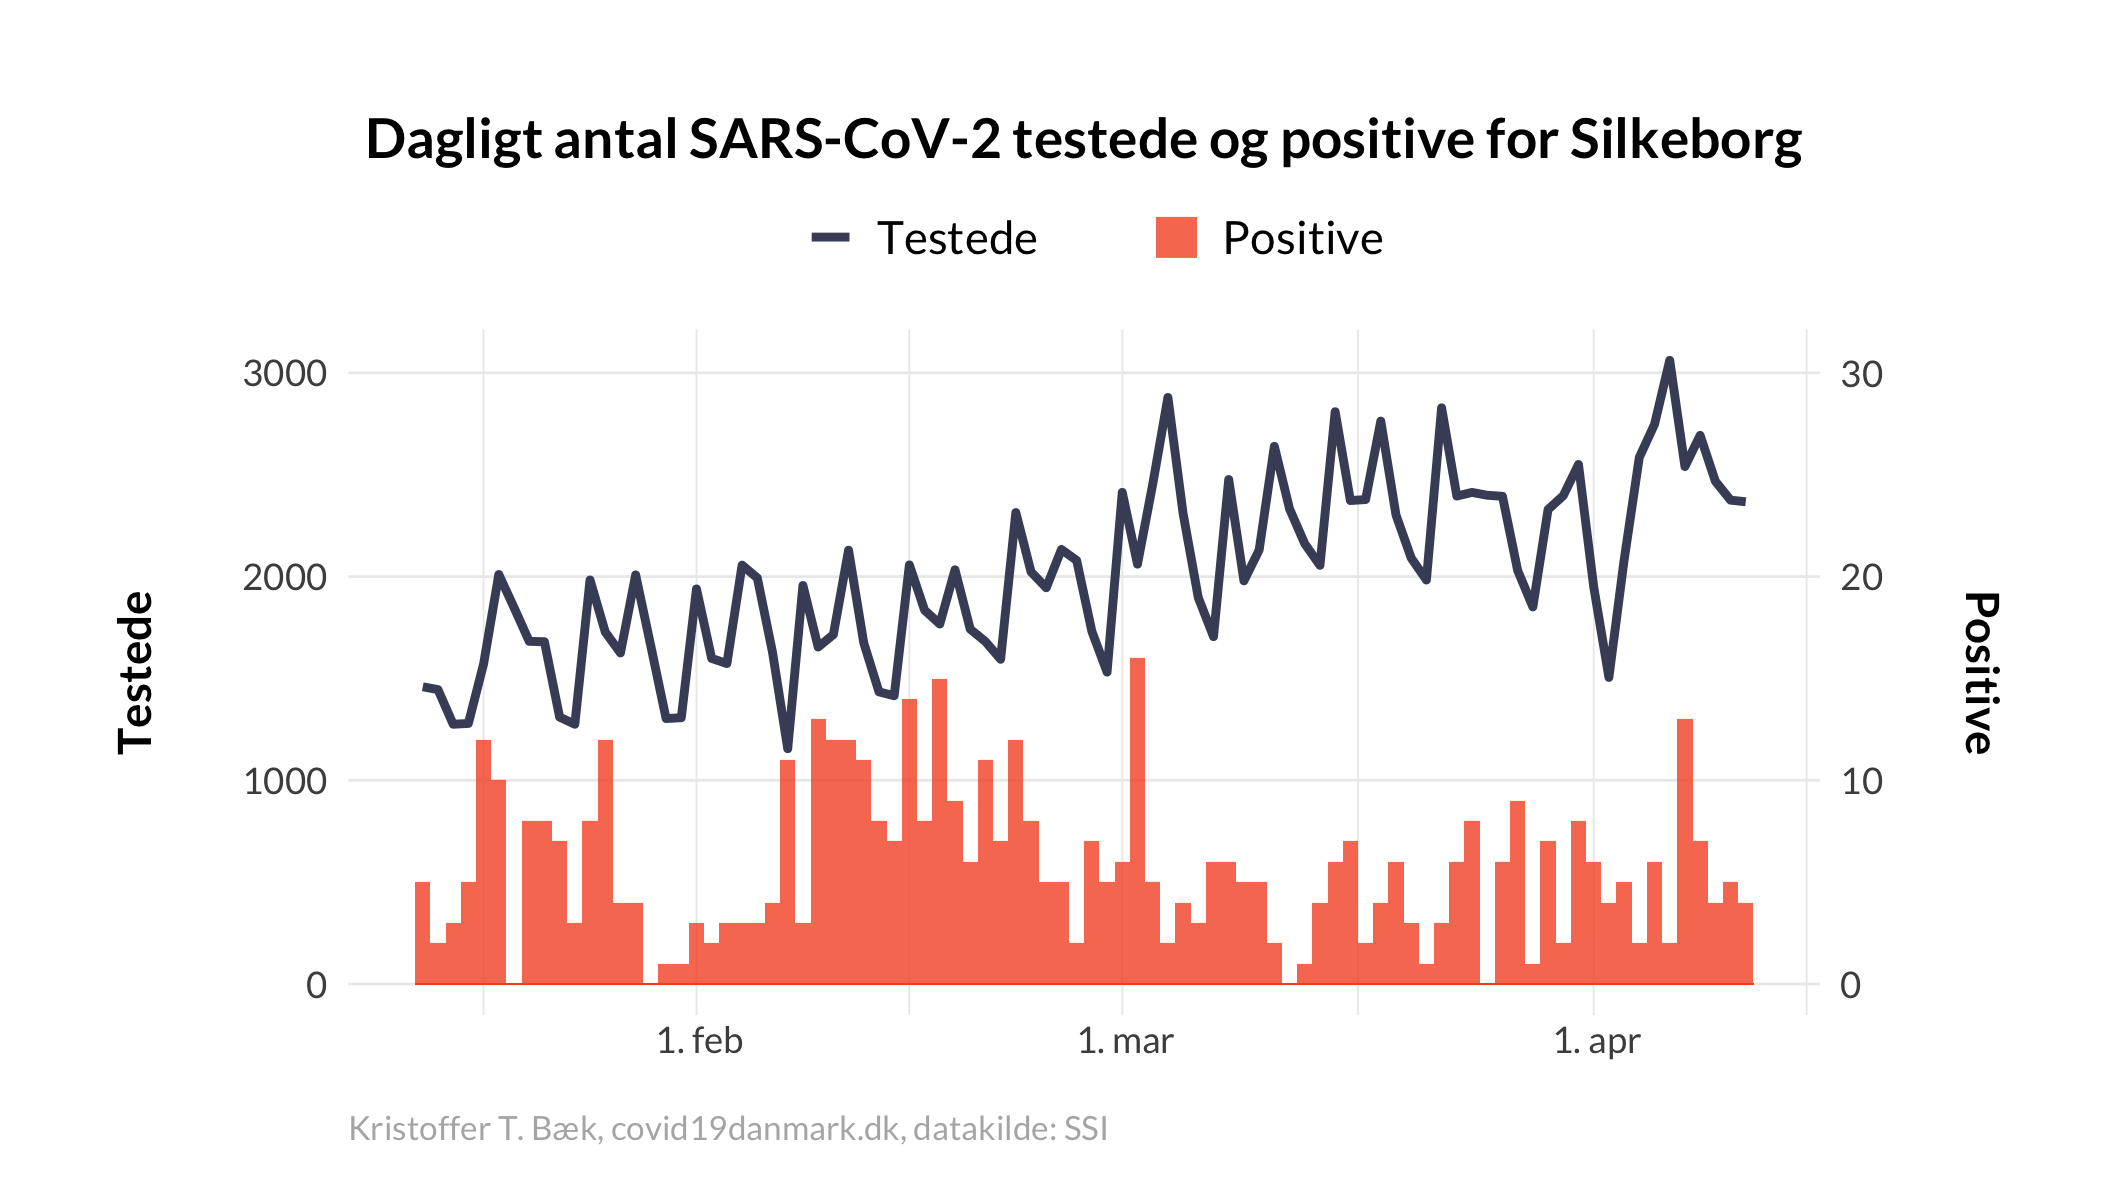 Dagligt antal SARS-CoV-2 testede og positive for Silkeborg
Testede
Positive
3000
2000
1000
0
Testede
30
20
10
0
Positive
1. feb
1. mar
1. apr
Kristoffer T. Bæk, covid19danmark.dk, datakilde: SSI